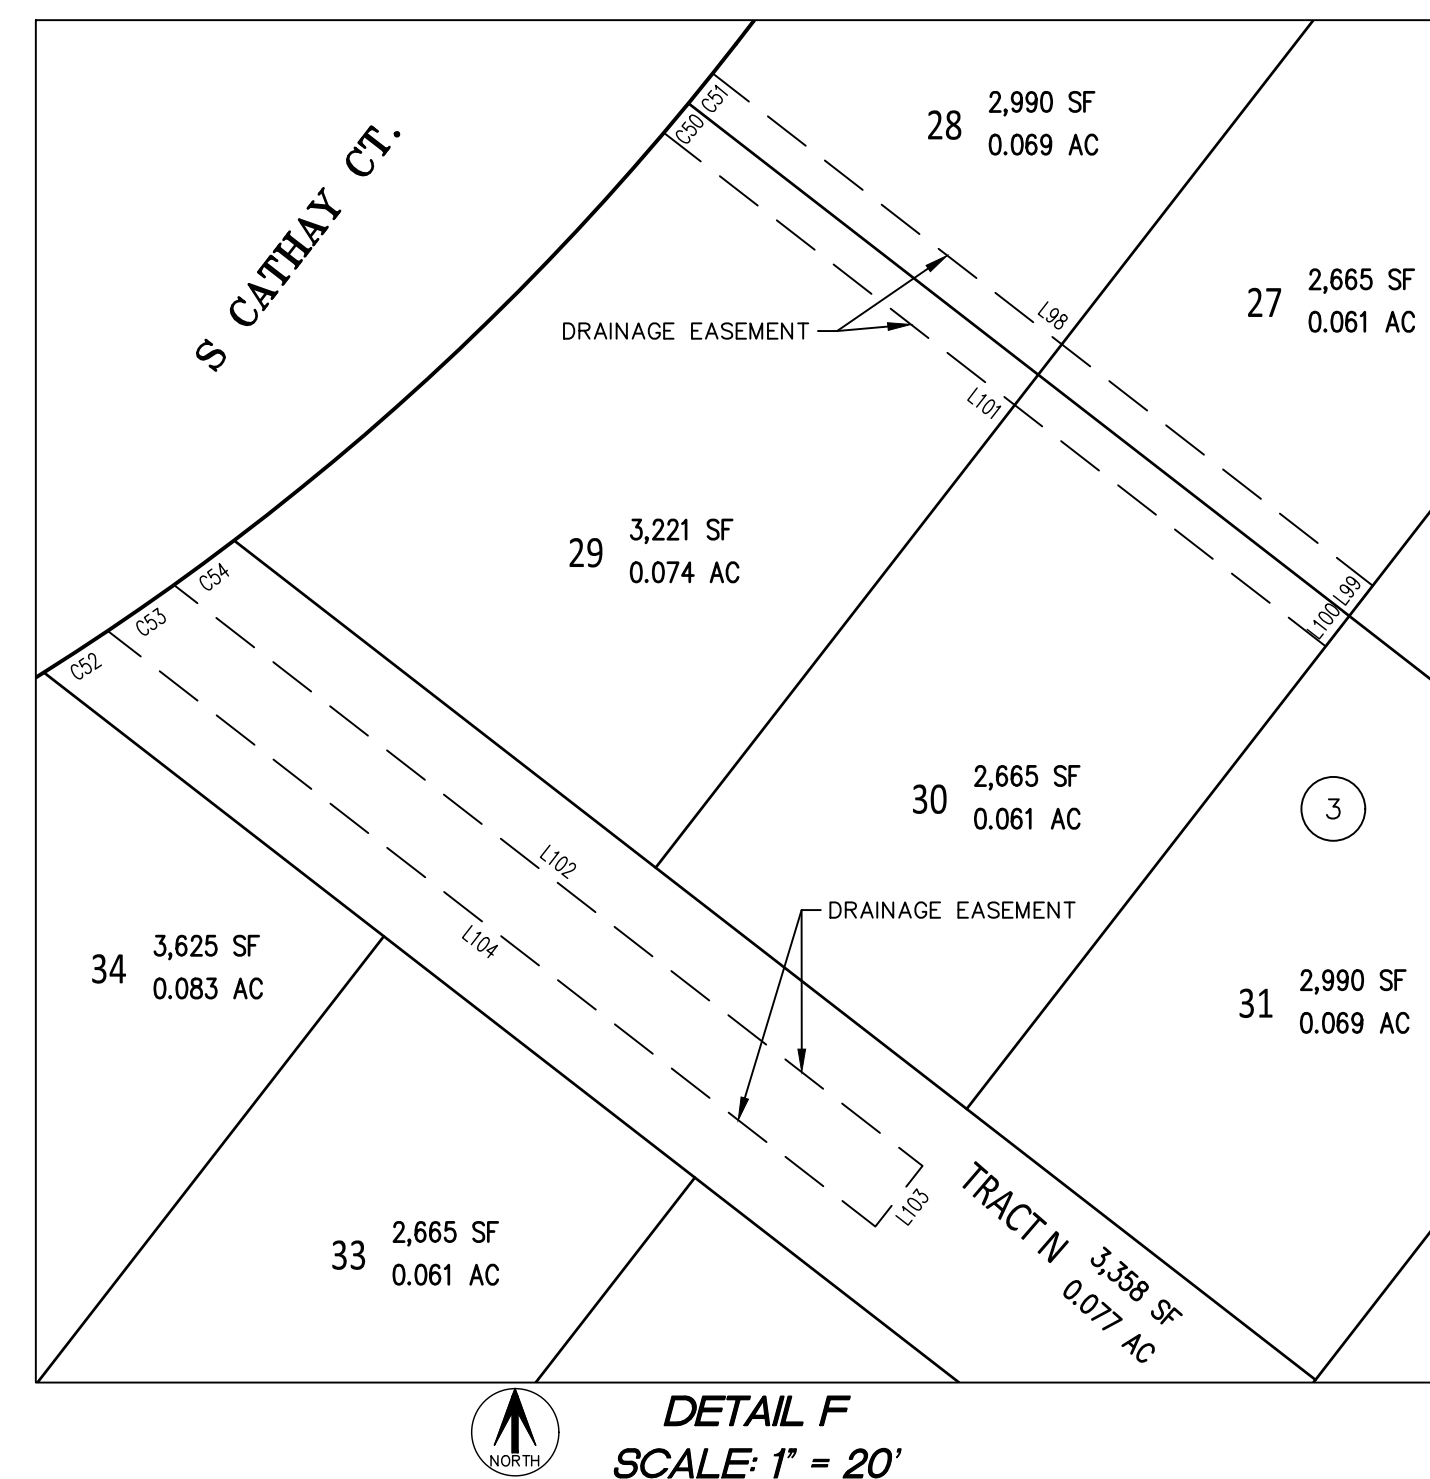 C51
C50
28
2,990 SF
0.069 AC
S CATHAY CT.
27
2,665 SF
0.061 AC
L98
DRAINAGE EASEMENT
L101
29
3,221 SF
0.074 AC
L99
L100
C54
C53
C52
30
2,665 SF
0.061 AC
3
L102
DRAINAGE EASEMENT
L104
34
3,625 SF
0.083 AC
31
2,990 SF
0.069 AC
L103
TRACT N
3,358 SF
0.077 AC
33
2,665 SF
0.061 AC
NORTH
DETAIL F
SCALE: 1" = 20'